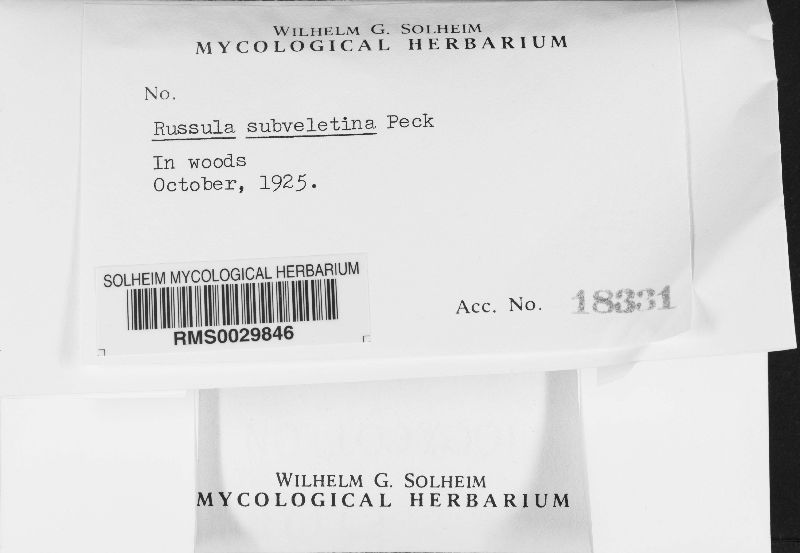 WILHELM G. SOLHEIM
MYCOLOGICAL HERBARIUM
No.
Russula subveletina Peck
In woods
October, 1925.
SOLHEIM MYCOLOGICAL HERBARIUM
RMS0029846
Acc. No. 18331
WILHELM G. SOLHEIM
MYCOLOGICAL HERBARIUM